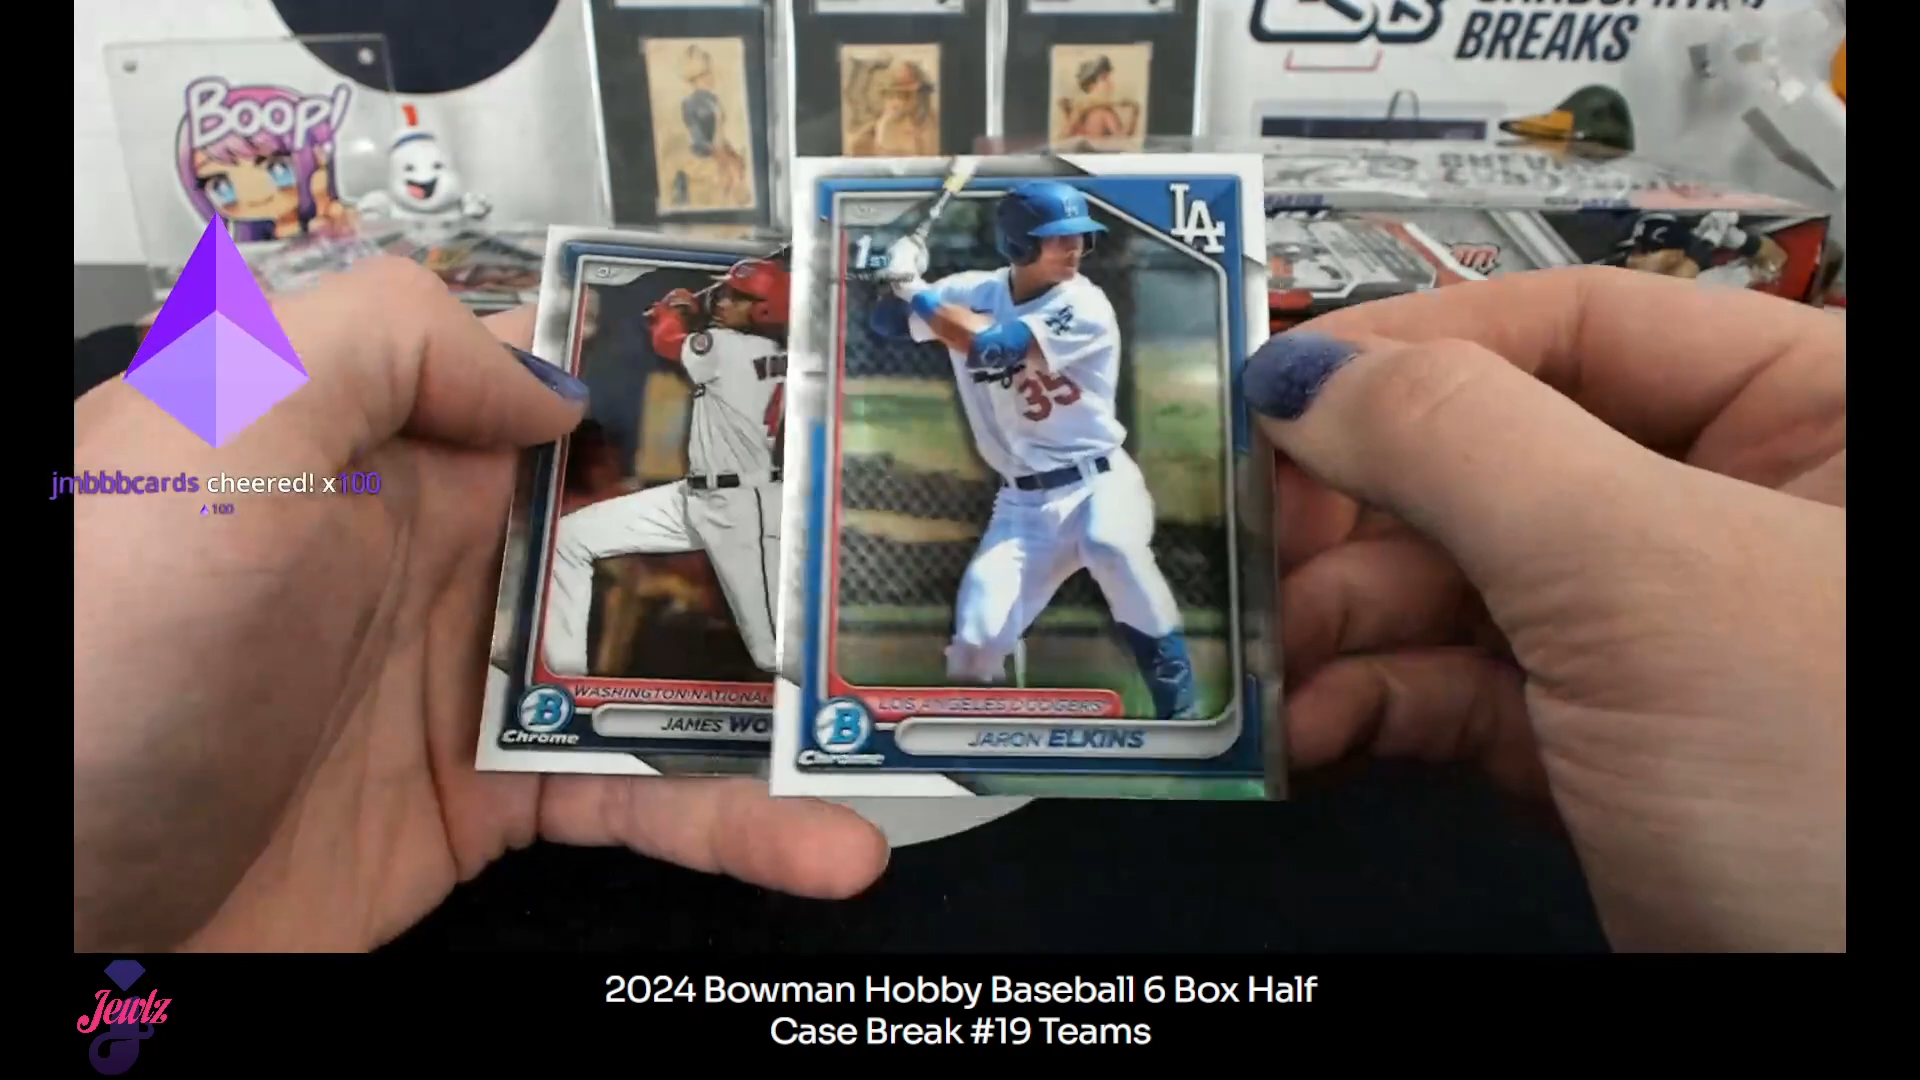 BREAKS
BOOP!
LA
1ST
35
WASHINGTON NATIONAL
JAMES WO
Chrome
LOS ANGELES DODGERS
JARON ELKINS
B
Chrome
jmbbbcards cheered! x100
100
Jewlz
2024 Bowman Hobby Baseball 6 Box Half
Case Break #19 Teams